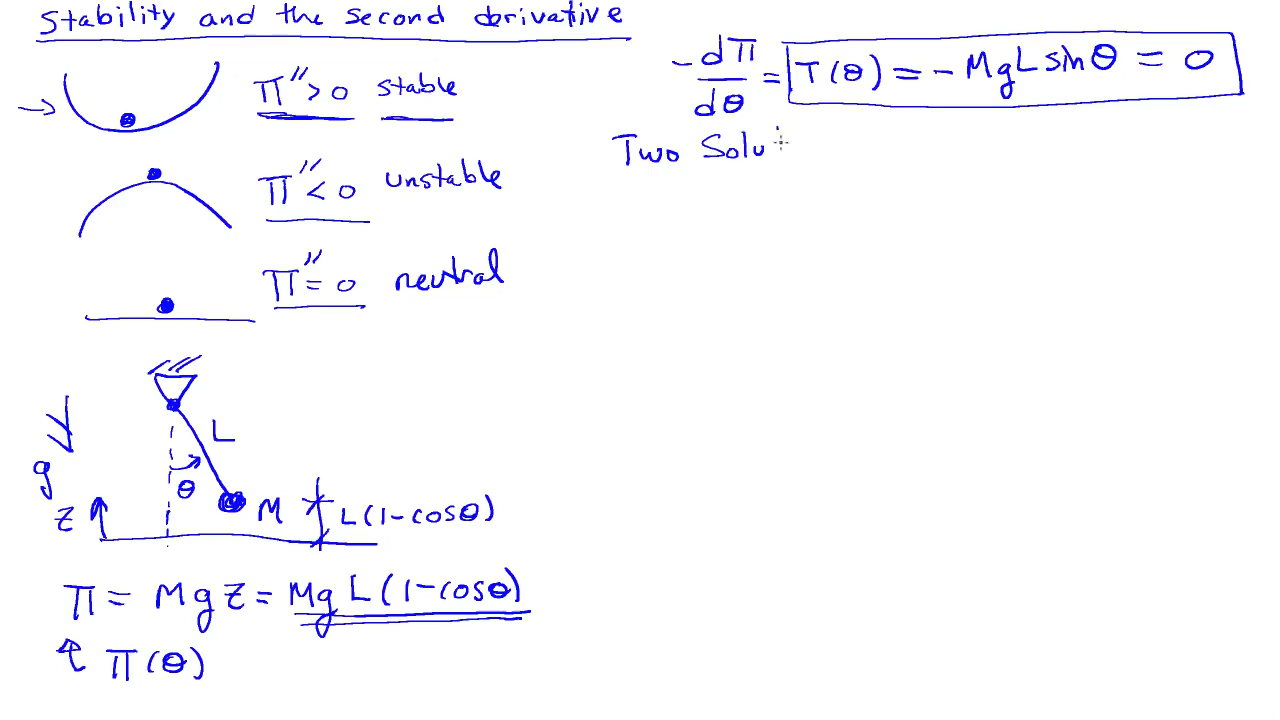 Stability and the second derivative
Π″ > 0 stable
Π″ < 0 unstable
Π″ = 0 neutral
L
g
θ
z
M
L(1-cosθ)
Π = Mgz = MgL(1-cosθ)
Π(θ)
-dΠ/dθ = T(θ) = -MgL sinθ = 0
Two Solu